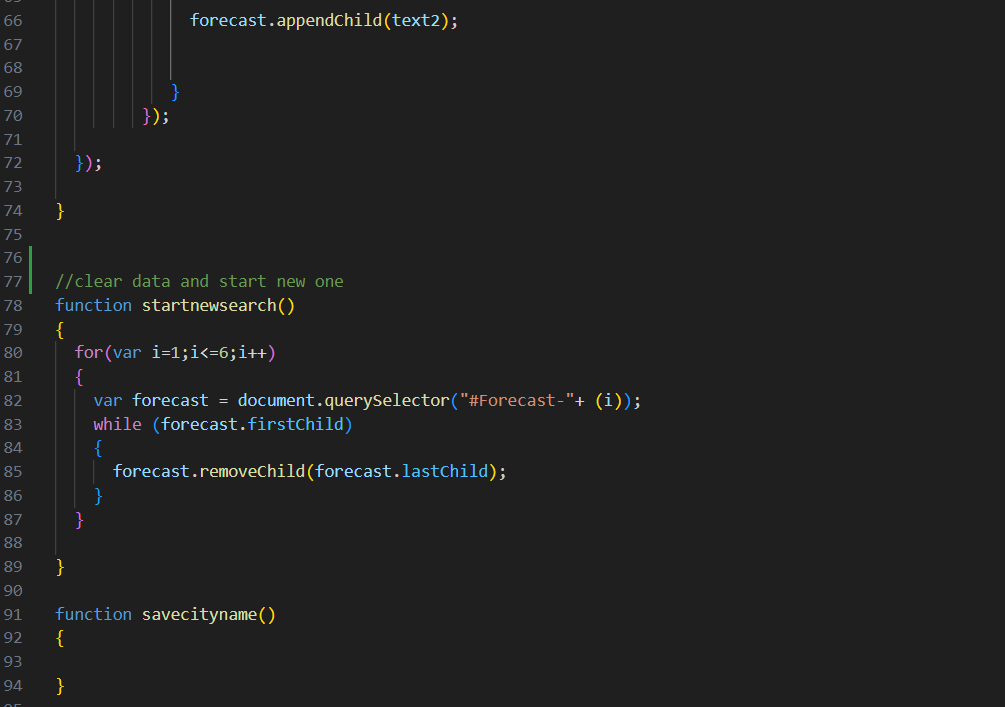 66 forecast.appendChild(text2);
67
68
69 }
70 });
71
72 });
73
74 }
75
76
77 //clear data and start new one
78 function startnewsearch()
79 {
80 for(var i=1;i<=6;i++)
81 {
82 var forecast = document.querySelector("#Forecast-"+ (i));
83 while (forecast.firstChild)
84 {
85 forecast.removeChild(forecast.lastChild);
86 }
87 }
88
89 }
90
91 function savecityname()
92 {
93
94 }